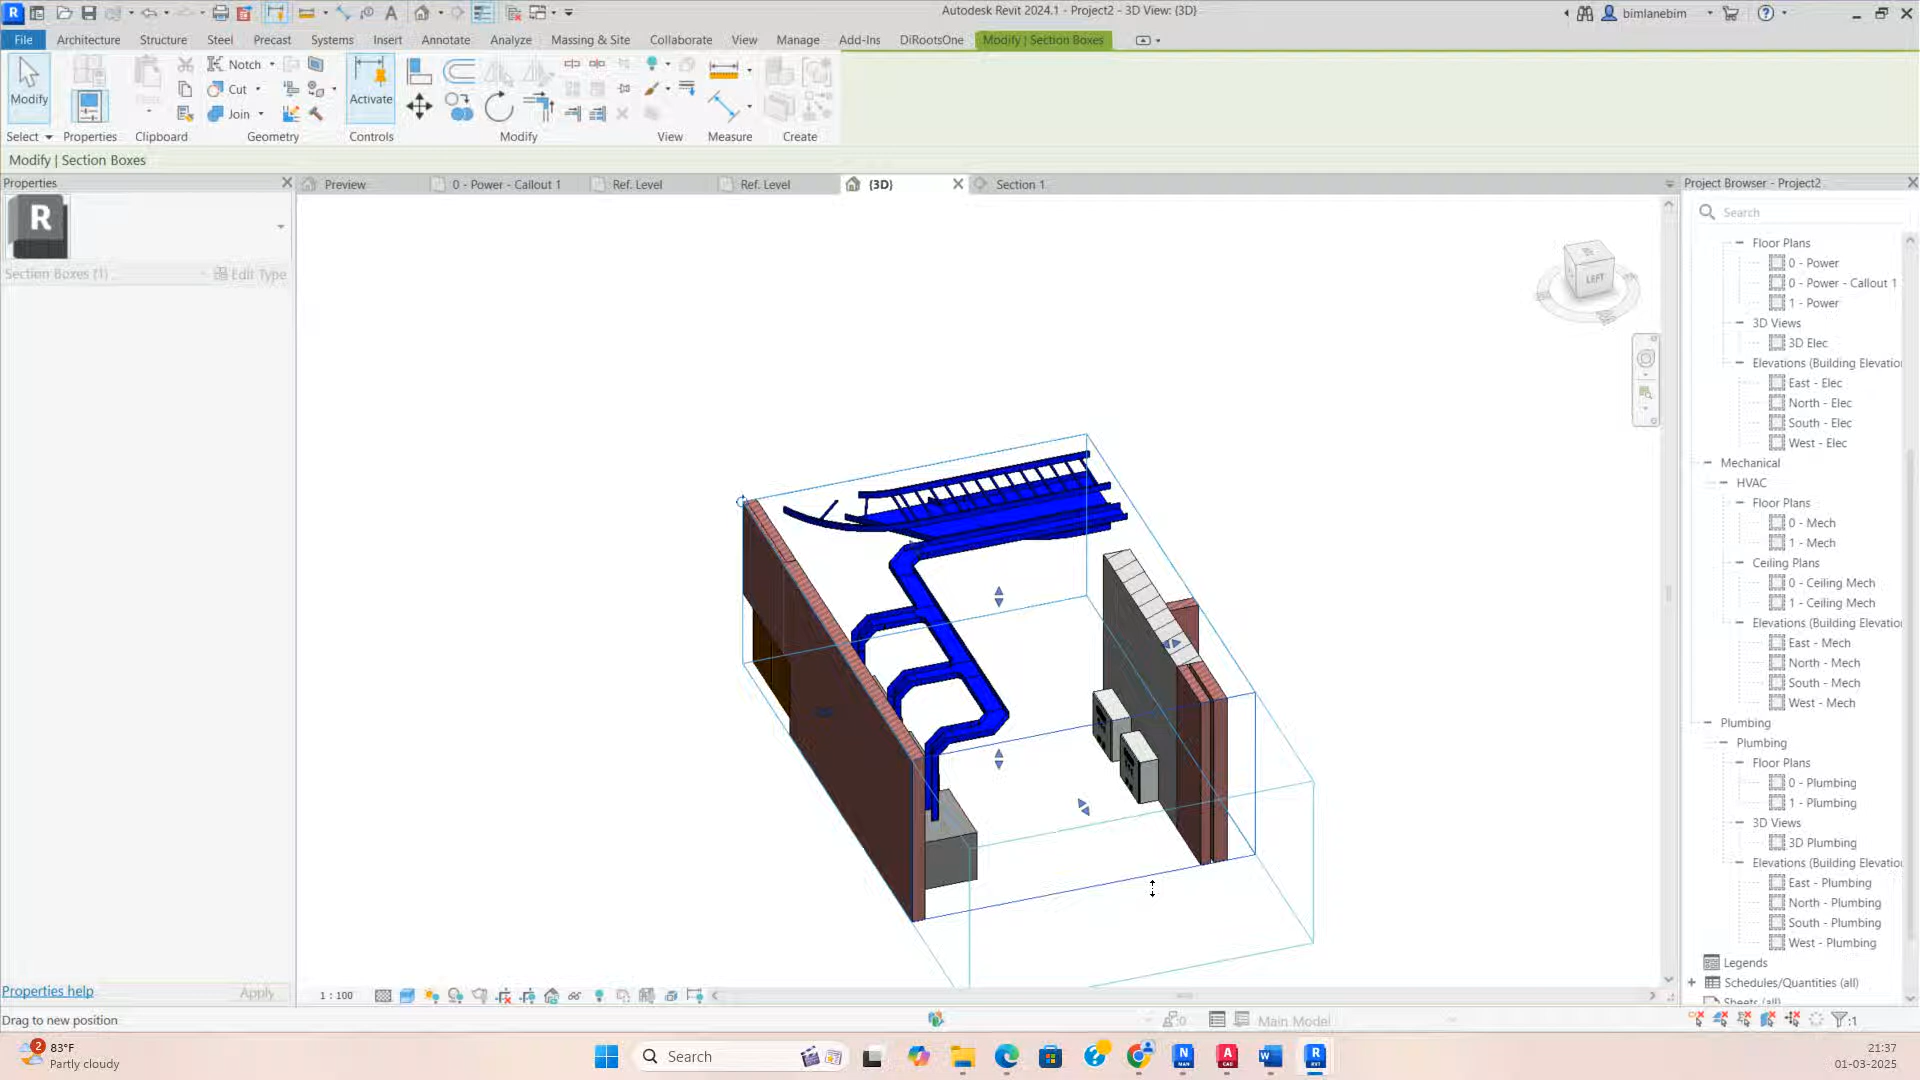 Autodesk Revit 2024.1 - Project2 - 3D View: {3D}
bimlanebim
File
Architecture
Structure
Steel
Precast
Systems
Insert
Annotate
Analyze
Massing & Site
Collaborate
View
Manage
Add-Ins
DiRootsOne
Modify | Section Boxes
Modify
Notch
Cut
Join
Activate
Select
Properties
Clipboard
Geometry
Controls
Modify
View
Measure
Create
Modify | Section Boxes
Properties
R
Section Boxes (1)
Edit Type
Properties help
Apply
Preview
0 - Power - Callout 1
Ref. Level
Ref. Level
{3D}
Section 1
LEFT
1 : 100
Project Browser - Project2
Search
Floor Plans
0 - Power
0 - Power - Callout 1
1 - Power
3D Views
3D Elec
Elevations (Building Elevatio
East - Elec
North - Elec
South - Elec
West - Elec
Mechanical
HVAC
Floor Plans
0 - Mech
1 - Mech
Ceiling Plans
0 - Ceiling Mech
1 - Ceiling Mech
Elevations (Building Elevatio
East - Mech
North - Mech
South - Mech
West - Mech
Plumbing
Plumbing
Floor Plans
0 - Plumbing
1 - Plumbing
3D Views
3D Plumbing
Elevations (Building Elevatio
East - Plumbing
North - Plumbing
South - Plumbing
West - Plumbing
Legends
Schedules/Quantities (all)
Sheets (all)
Drag to new position
:0
Main Model
:1
2
83°F
Partly cloudy
Search
21:37
01-03-2025